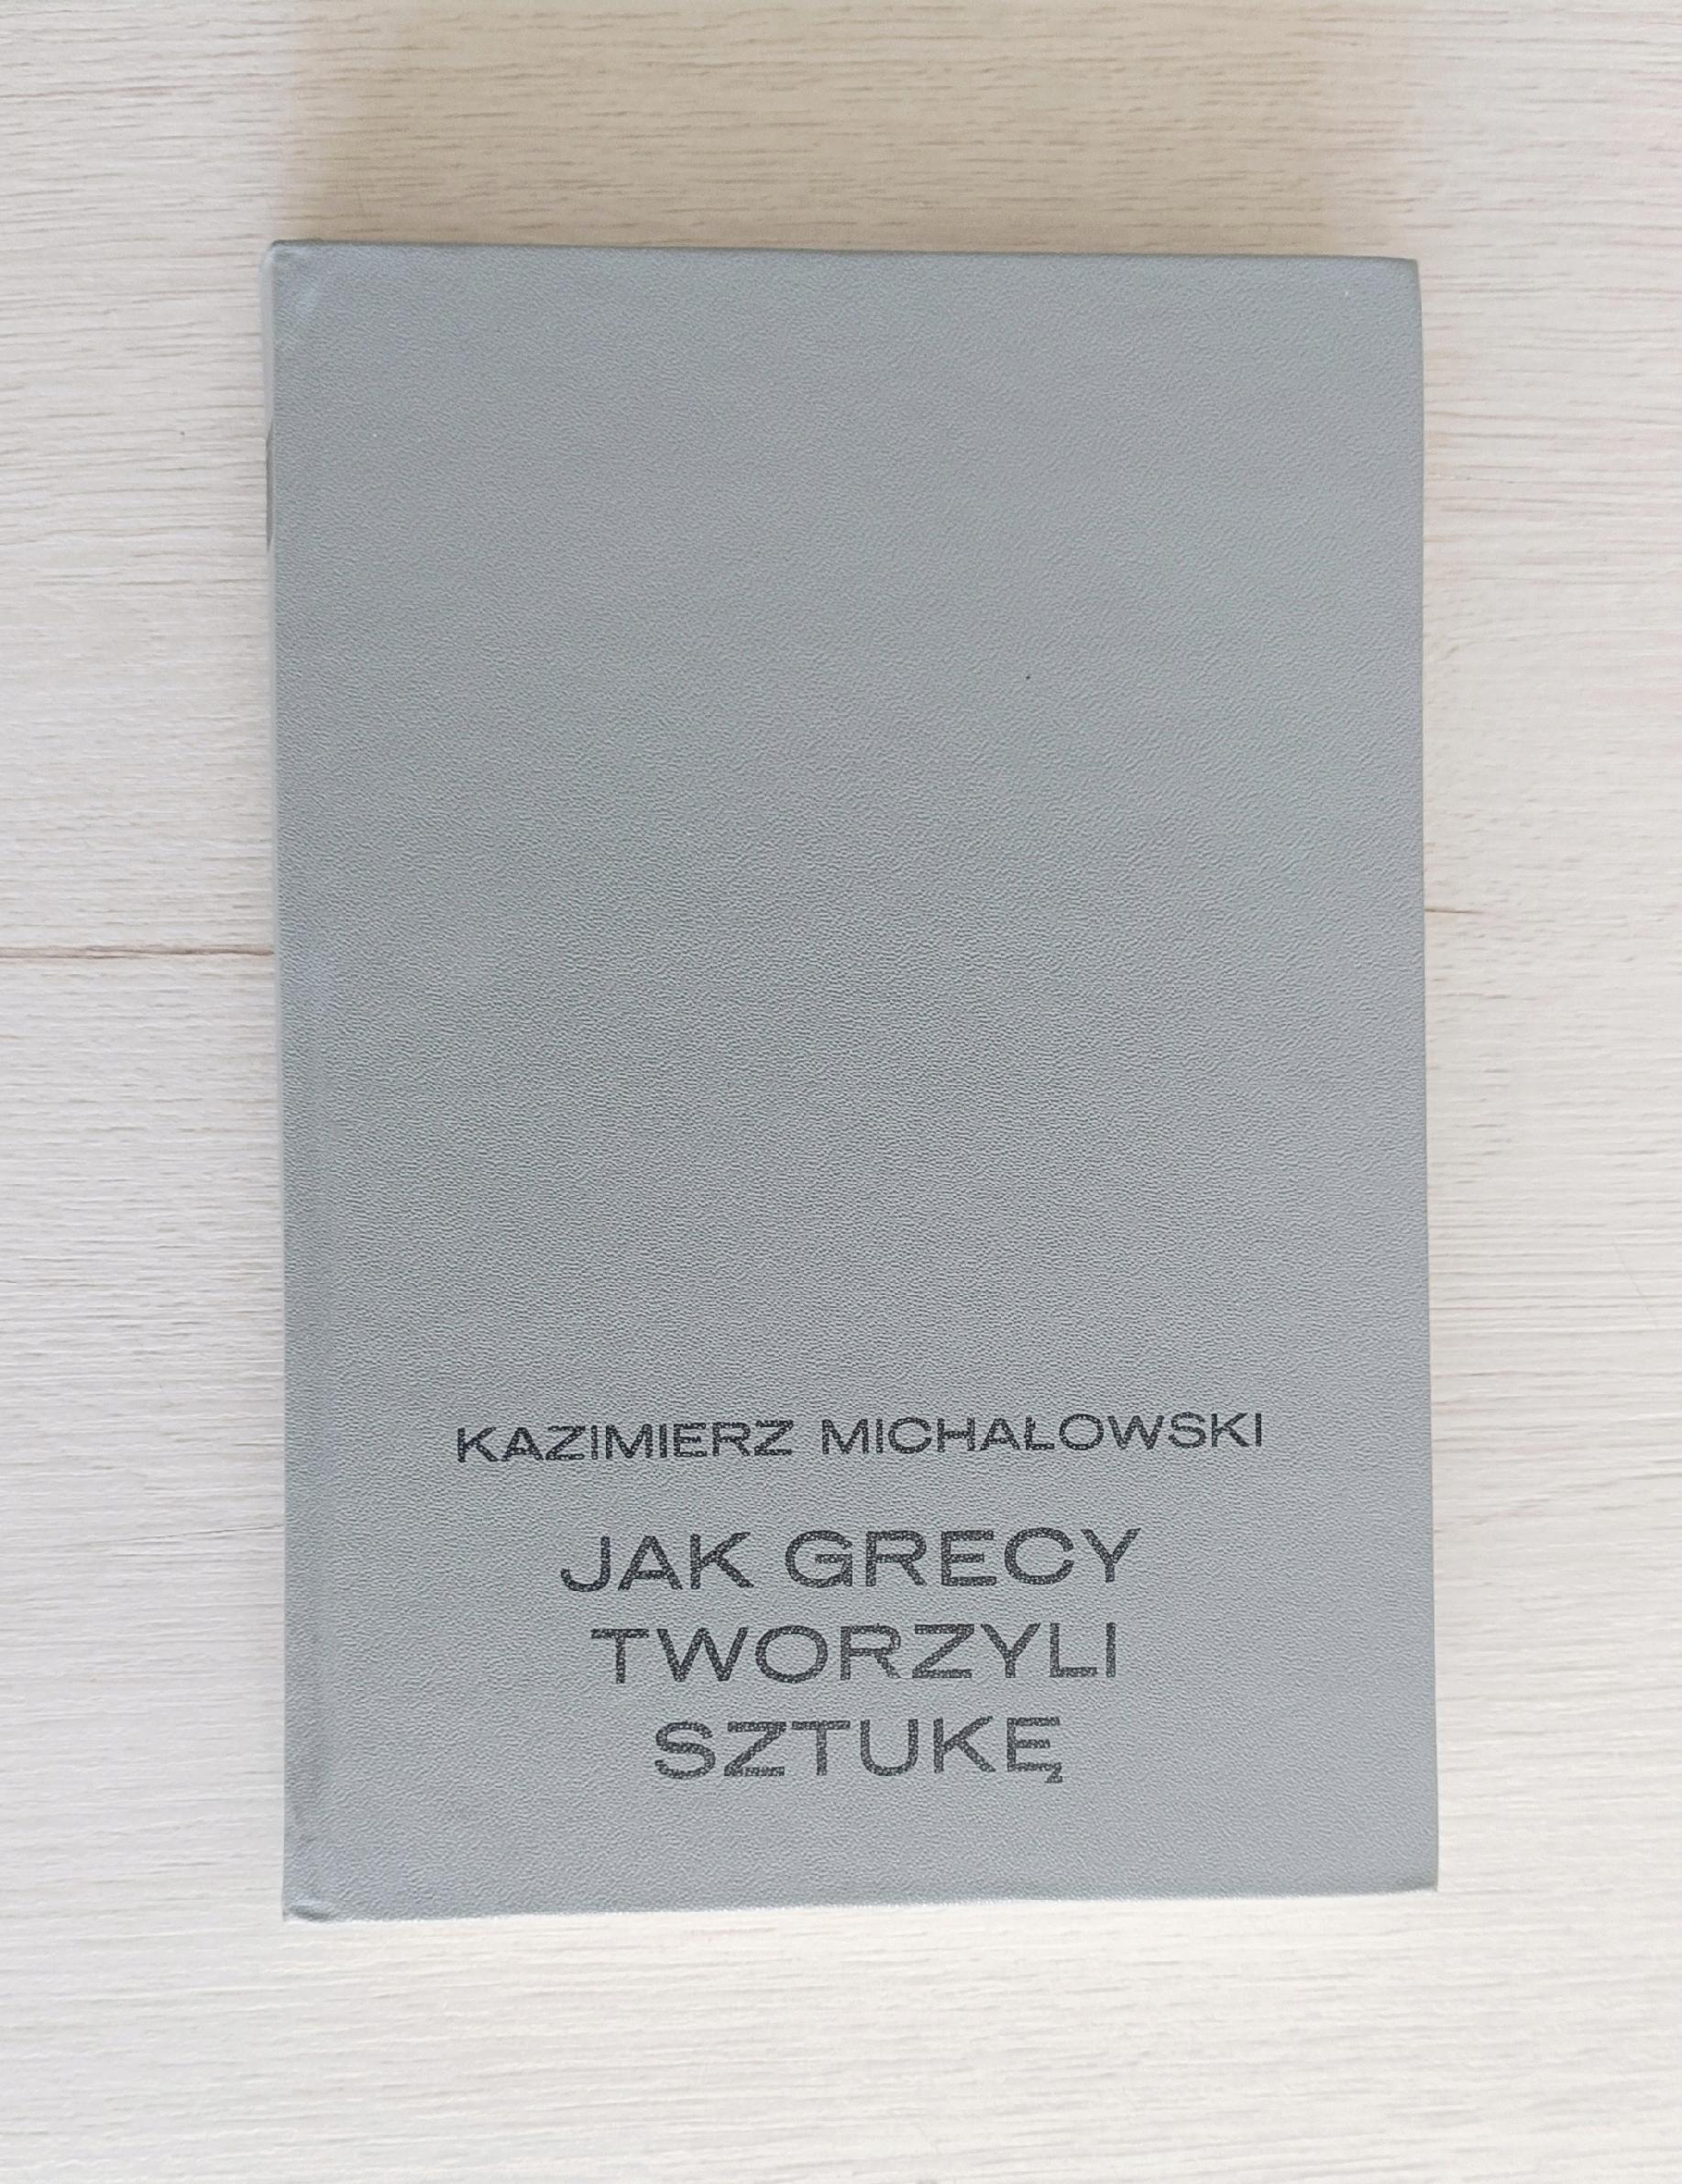 KAZIMIERZ MICHAŁOWSKI
JAK GRECY
TWORZYLI
SZTUKĘ